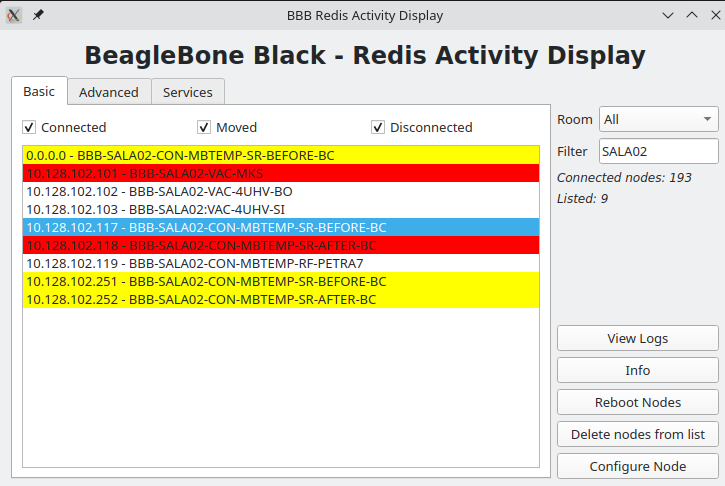 BBB Redis Activity Display
BeagleBone Black - Redis Activity Display
Basic
Advanced
Services
Connected
Moved
Disconnected
0.0.0.0 - BBB-SALA02-CON-MBTEMP-SR-BEFORE-BC
10.128.102.101 - BBB-SALA02-VAC-MKS
10.128.102.102 - BBB-SALA02-VAC-4UHV-BO
10.128.102.103 - BBB-SALA02:VAC-4UHV-SI
10.128.102.117 - BBB-SALA02-CON-MBTEMP-SR-BEFORE-BC
10.128.102.118 - BBB-SALA02-CON-MBTEMP-SR-AFTER-BC
10.128.102.119 - BBB-SALA02-CON-MBTEMP-RF-PETRA7
10.128.102.251 - BBB-SALA02-CON-MBTEMP-SR-BEFORE-BC
10.128.102.252 - BBB-SALA02-CON-MBTEMP-SR-AFTER-BC
Room All
Filter SALA02
Connected nodes: 193
Listed: 9
View Logs
Info
Reboot Nodes
Delete nodes from list
Configure Node